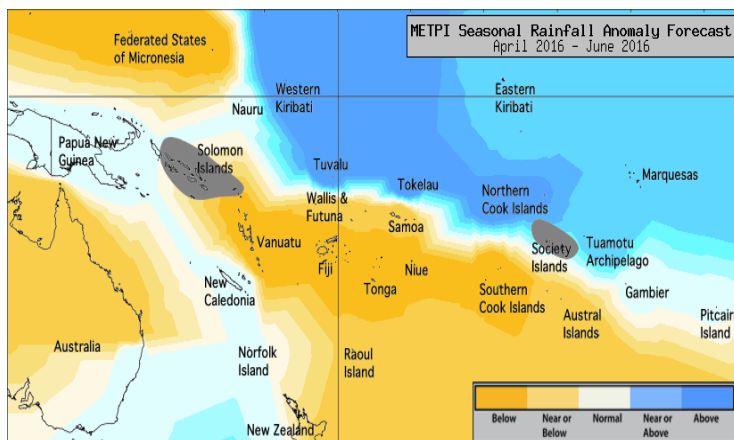 METPI Seasonal Rainfall Anomaly Forecast
April 2016 - June 2016
Federated States
of Micronesia
Western
Kiribati
Eastern
Kiribati
Nauru
Papua New
Guinea
Solomon
Islands
Tuvalu
Tokelau
Marquesas
Wallis &
Futuna
Northern
Cook Islands
Samoa
Vanuatu
Fiji
Niue
Society
Islands
Tuamotu
Archipelago
New
Caledonia
Tonga
Southern
Cook Islands
Gambier
Austral
Islands
Pitcairn
Island
Australia
Norfolk
Island
Raoul
Island
New Zealand
Below
Near or
Below
Normal
Near or
Above
Above